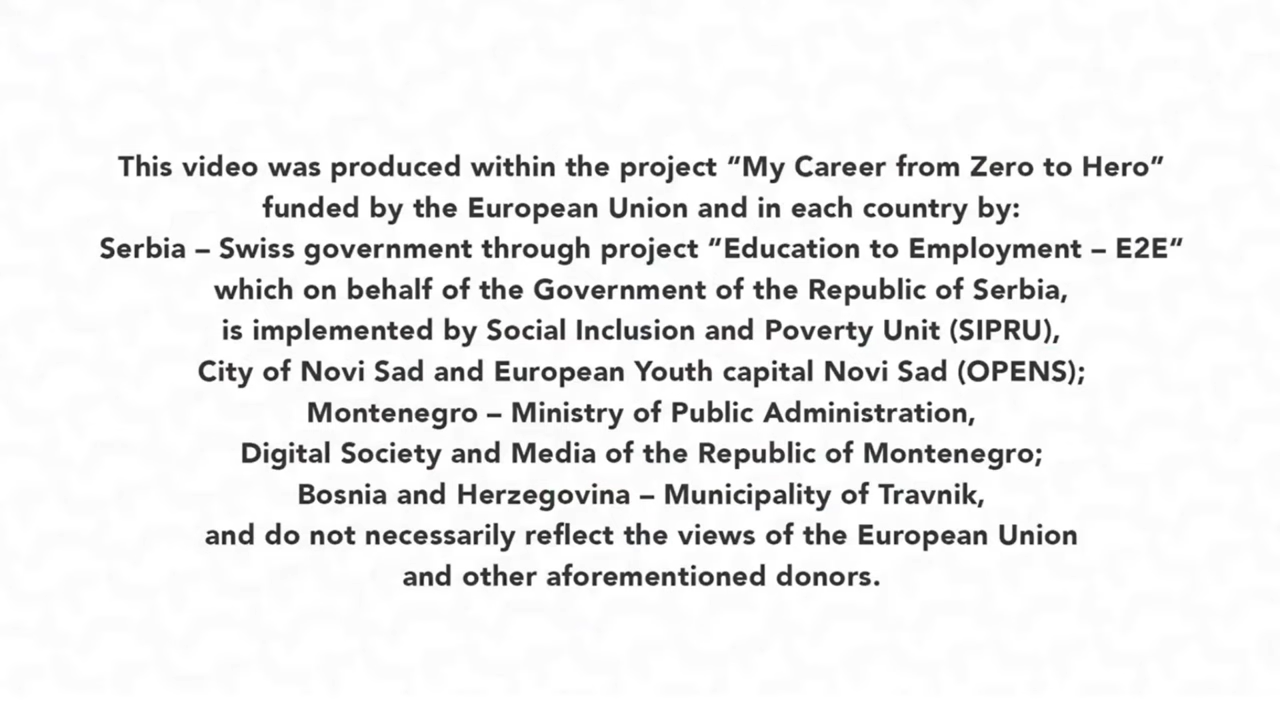 This video was produced within the project “My Career from Zero to Hero”
funded by the European Union and in each country by:
Serbia – Swiss government through project ”Education to Employment – E2E“
which on behalf of the Government of the Republic of Serbia,
is implemented by Social Inclusion and Poverty Unit (SIPRU),
City of Novi Sad and European Youth capital Novi Sad (OPENS);
Montenegro – Ministry of Public Administration,
Digital Society and Media of the Republic of Montenegro;
Bosnia and Herzegovina – Municipality of Travnik,
and do not necessarily reflect the views of the European Union
and other aforementioned donors.